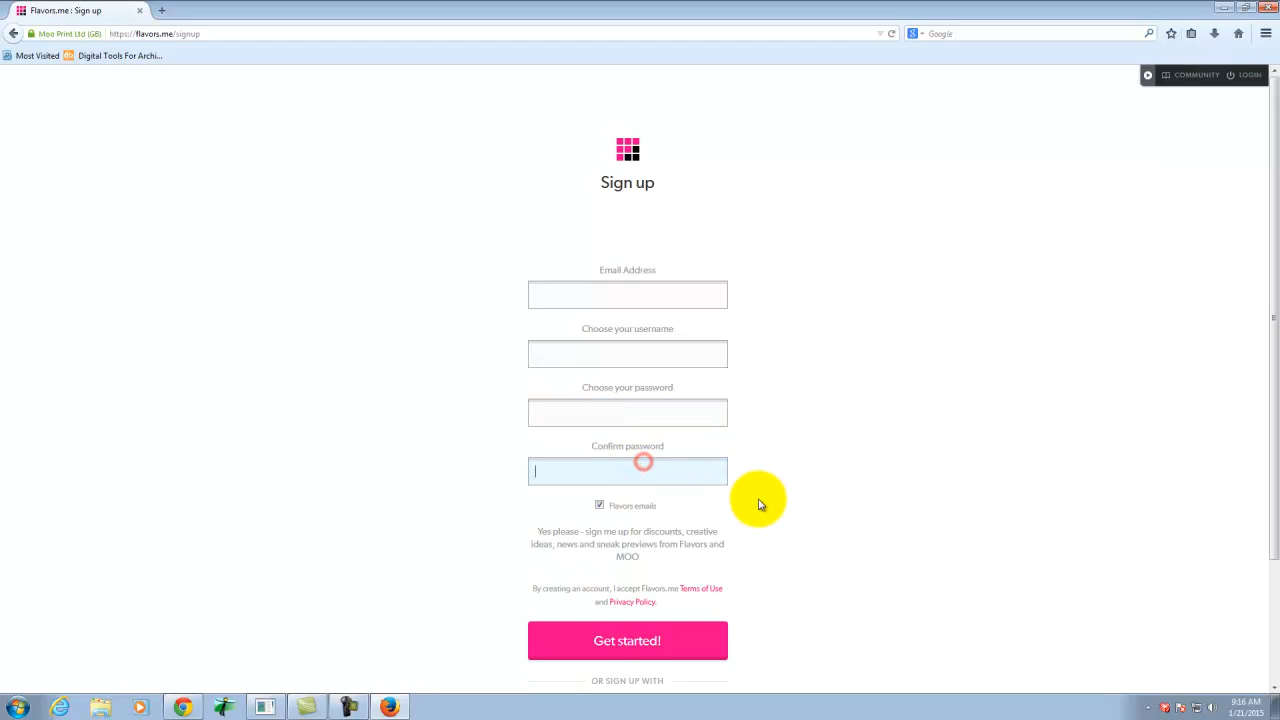 Flavors.me : Sign up
Moo Print Ltd (GB)
https://flavors.me/signup
Google
Most Visited
Digital Tools For Archi...
COMMUNITY
LOGIN
Sign up
Email Address
Choose your username
Choose your password
Confirm password
Flavors emails
Yes please - sign me up for discounts, creative
ideas, news and sneak previews from Flavors and
MOO
By creating an account, I accept Flavors.me Terms of Use
and Privacy Policy.
Get started!
OR SIGN UP WITH
9:16 AM
1/21/2015